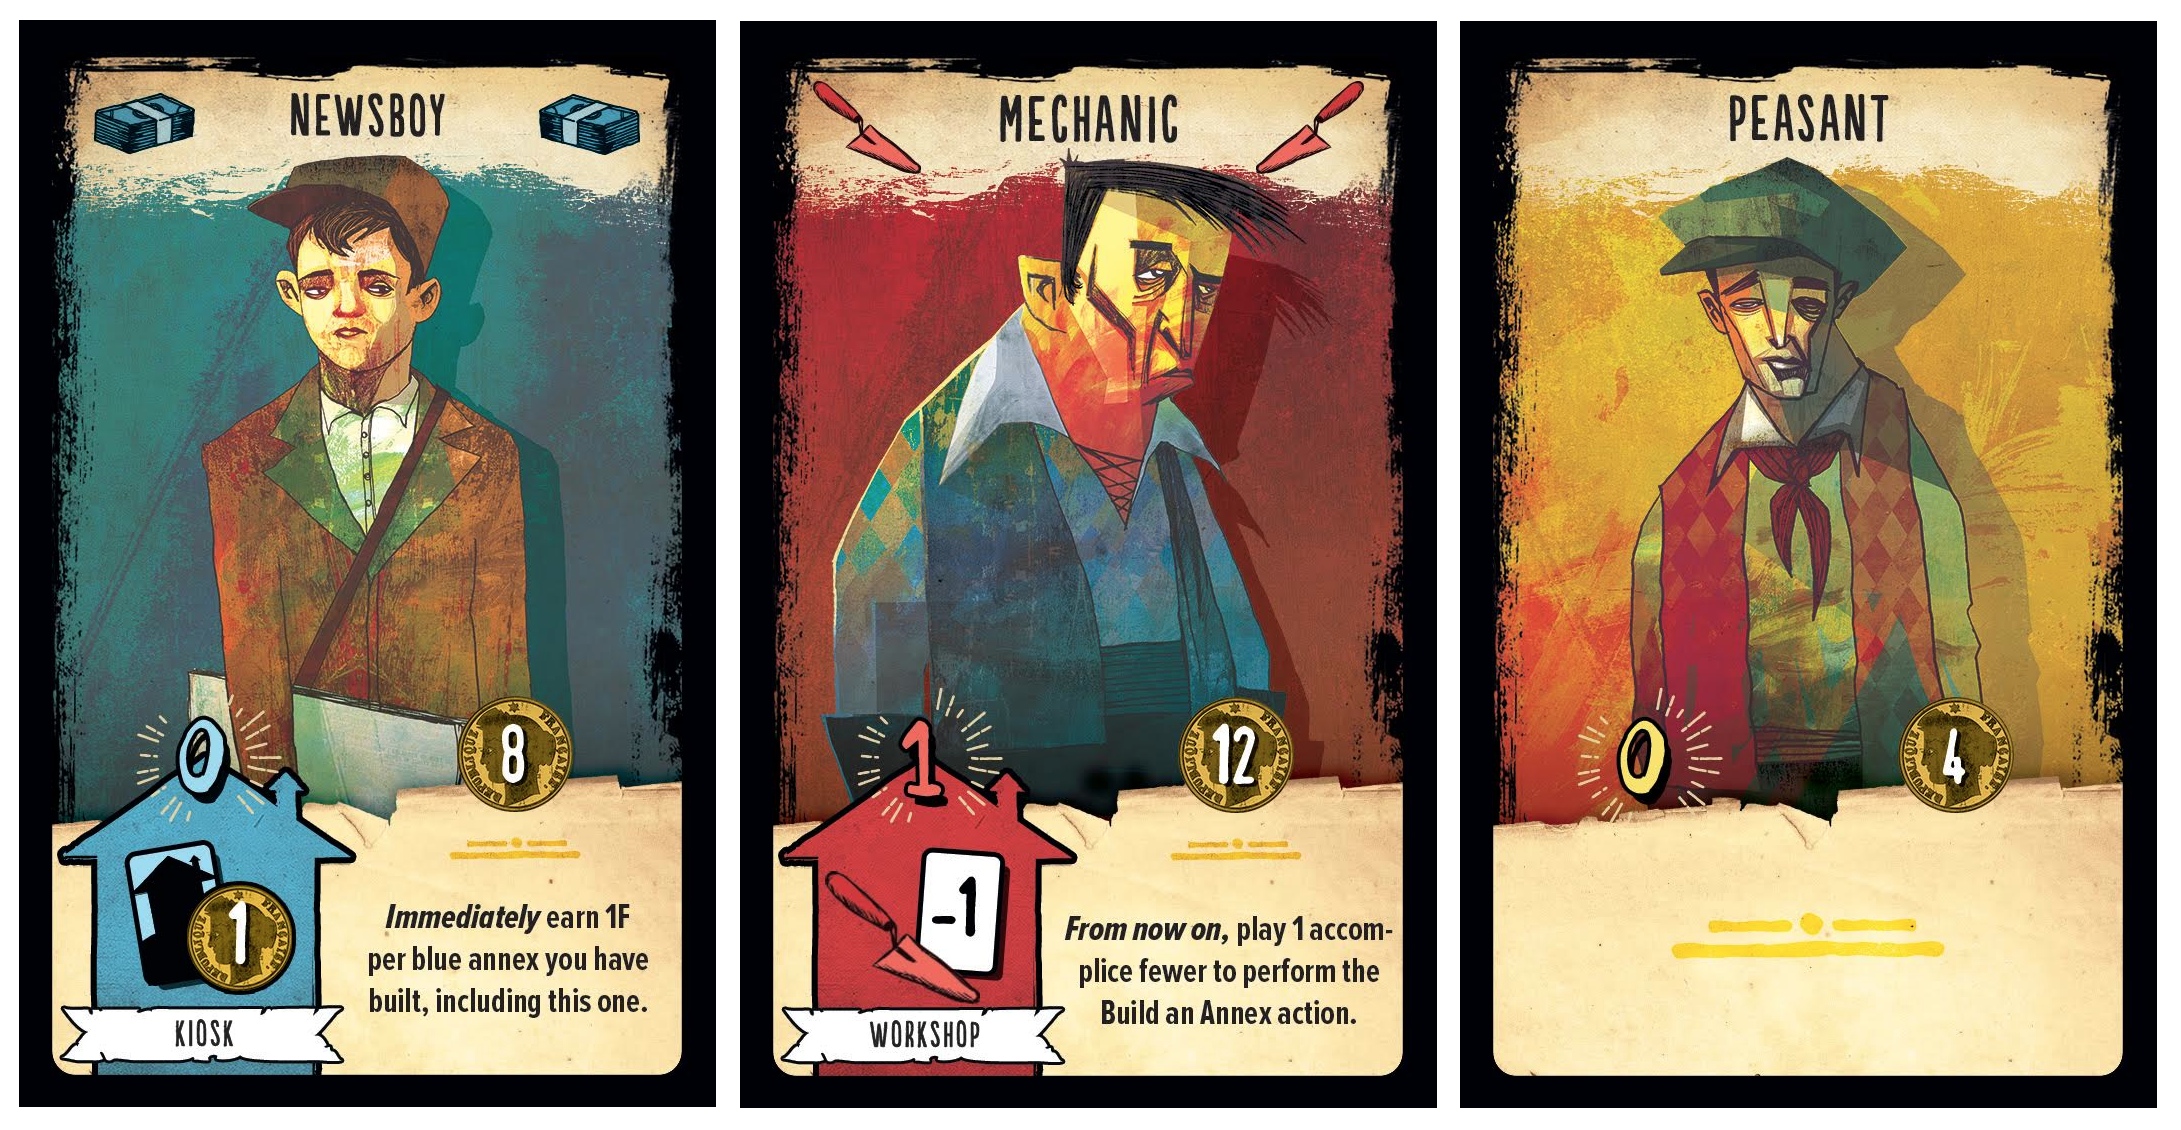 NEWSBOY
0
8
1
Immediately earn 1F
per blue annex you have
built, including this one.
KIOSK
MECHANIC
1
12
-1
From now on, play 1 accom-
plice fewer to perform the
Build an Annex action.
WORKSHOP
PEASANT
0
4